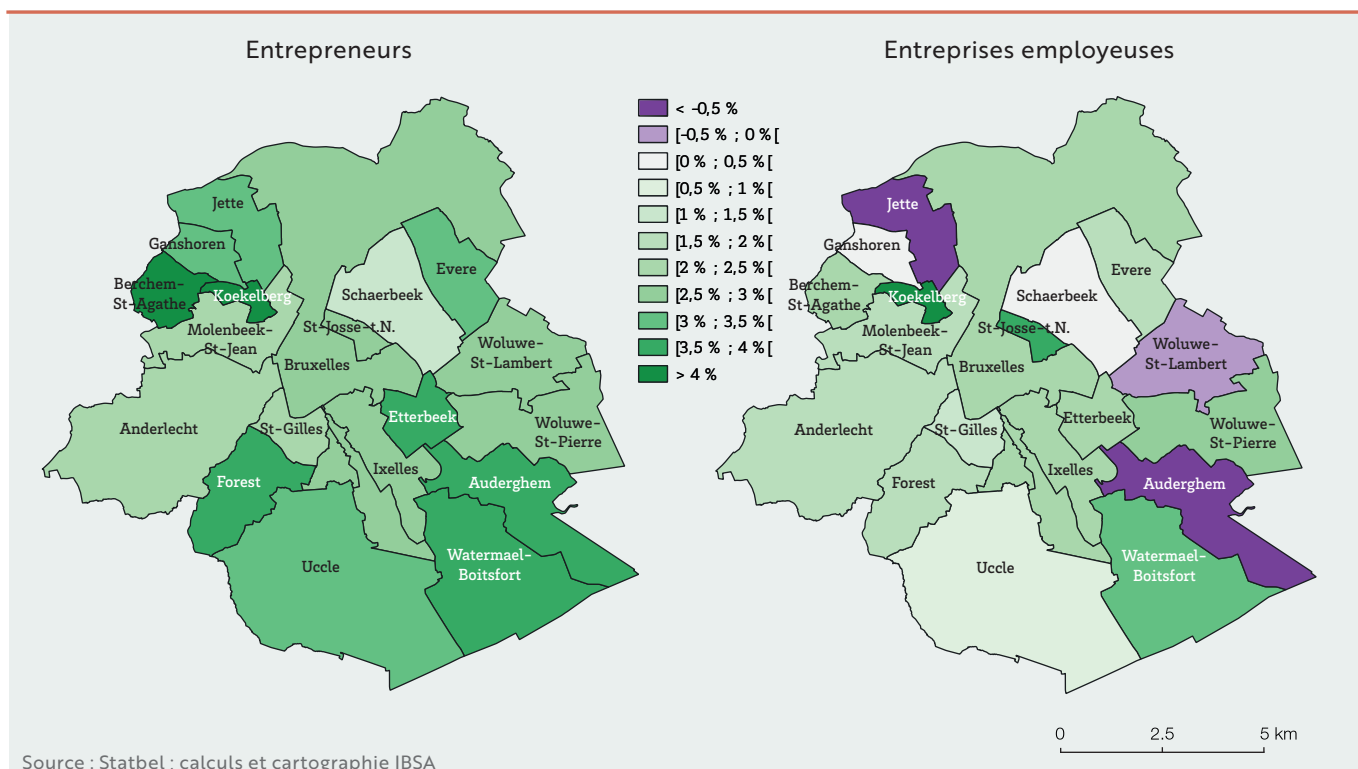 Entrepreneurs
Entreprises employeuses
< -0,5 %
[-0,5 % ; 0 % [
[0 % ; 0,5 % [
[0,5 % ; 1 % [
[1 % ; 1,5 % [
[1,5 % ; 2 % [
[2 % ; 2,5 % [
[2,5 % ; 3 % [
[3 % ; 3,5 % [
[3,5 % ; 4 % [
> 4 %
Jette
Ganshoren
Berchem-
St-Agathe
Koekelberg
Molenbeek-
St-Jean
Evere
Schaerbeek
St-Josse-t.N.
Bruxelles
Woluwe-
St-Lambert
Etterbeek
Woluwe-
St-Pierre
Anderlecht
St-Gilles
Ixelles
Forest
Auderghem
Uccle
Watermael-
Boitsfort
Jette
Ganshoren
Berchem-
St-Agathe
Koekelberg
Molenbeek-
St-Jean
Evere
Schaerbeek
St-Josse-t.N.
Bruxelles
Woluwe-
St-Lambert
Etterbeek
Woluwe-
St-Pierre
Anderlecht
St-Gilles
Ixelles
Forest
Auderghem
Uccle
Watermael-
Boitsfort
0 2.5 5 km
Source : Statbel ; calculs et cartographie IBSA